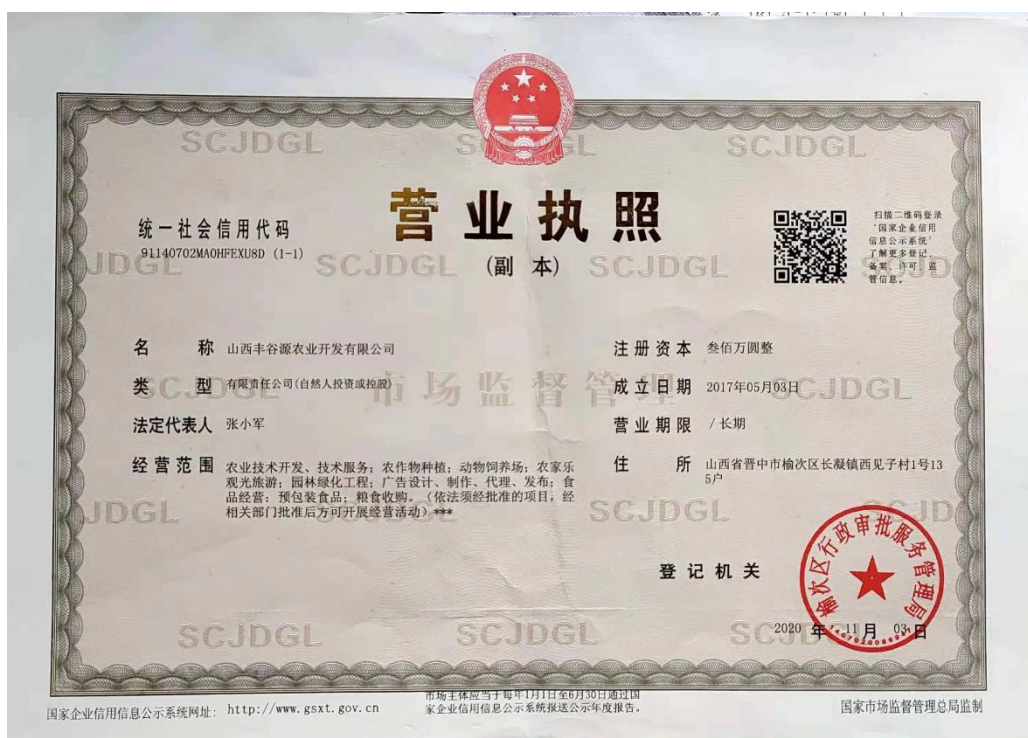 营业执照
(副 本)
统一社会信用代码
91140702MA0HFEXU8D (1-1)
扫描二维码登录
‘国家企业信用
信息公示系统’
了解更多登记、
备案、许可、监
管信息。
名 称 山西丰谷源农业开发有限公司
类 型 有限责任公司(自然人投资或控股)
法定代表人 张小军
经营范围 农业技术开发、技术服务；农作物种植；动物饲养场；农家乐
观光旅游；园林绿化工程；广告设计、制作、代理、发布；食
品经营：预包装食品；粮食收购。（依法须经批准的项目，经
相关部门批准后方可开展经营活动）***
注册资本 叁佰万圆整
成立日期 2017年05月03日
营业期限 /长期
住 所 山西省晋中市榆次区长凝镇西见子村1号13
5户
登记机关
榆次区行政审批服务管理局
2020 年 11 月 03 日
SCJDGL
市场监督管理
国家企业信用信息公示系统网址: http://www.gsxt.gov.cn
市场主体应当于每年1月1日至6月30日通过国
家企业信用信息公示系统报送公示年度报告。
国家市场监督管理总局监制